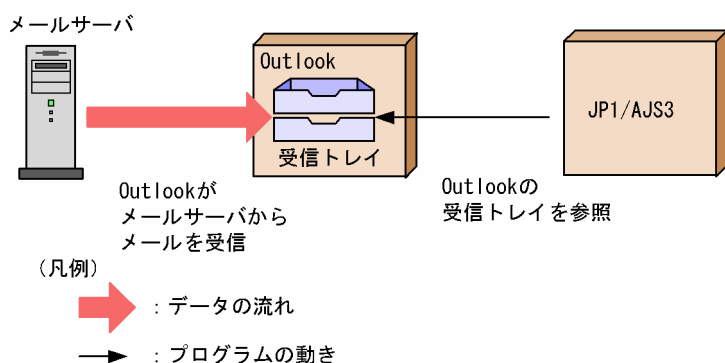 メールサーバ
Outlook
受信トレイ
JP1/AJS3
Outlookが
メールサーバから
メールを受信
Outlookの
受信トレイを参照
(凡例)
：データの流れ
：プログラムの動き